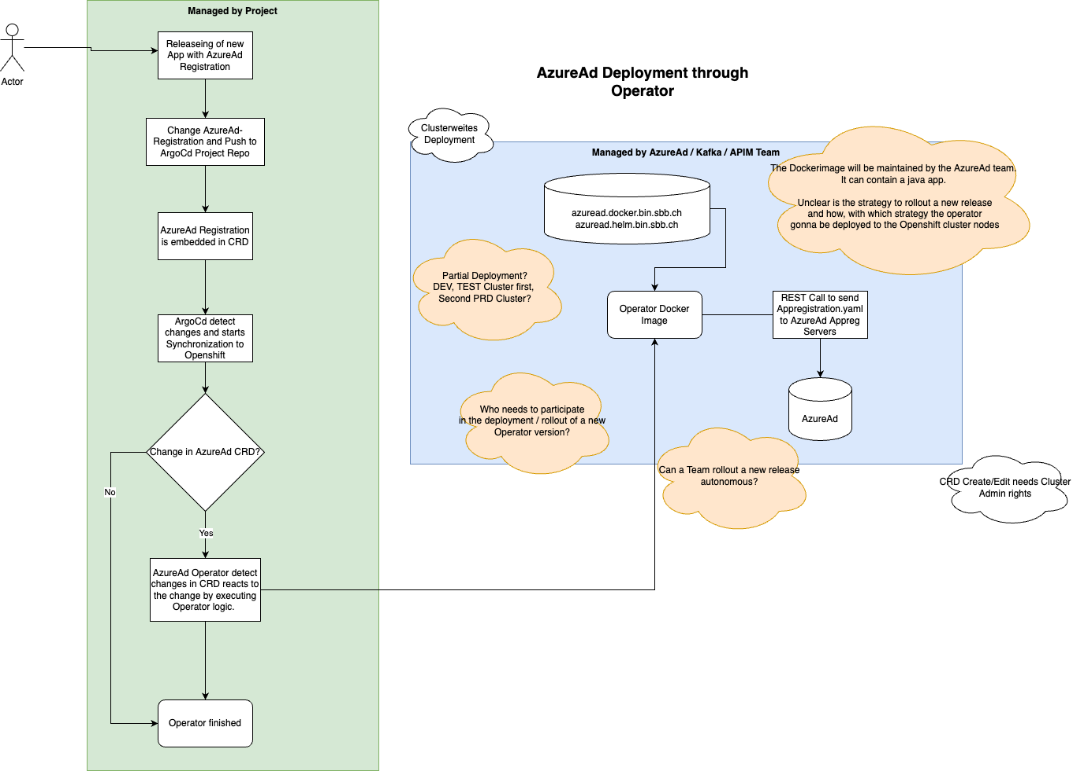 Managed by Project
Actor
Releaseing of new
App with AzureAd
Registration
Change AzureAd-
Registration and Push to
ArgoCd Project Repo
AzureAd Registration
is embedded in CRD
ArgoCd detect
changes and starts
Synchronization to
Openshift
Change in AzureAd CRD?
No
Yes
AzureAd Operator detect
changes in CRD reacts to
the change by executing
Operator logic.
Operator finished
AzureAd Deployment through
Operator
Clusterweites
Deployment
Managed by AzureAd / Kafka / APIM Team
azuread.docker.bin.sbb.ch
azuread.helm.bin.sbb.ch
The Dockerimage will be maintained by the AzureAd team.
It can contain a java app.
Unclear is the strategy to rollout a new release
and how, with which strategy the operator
gonna be deployed to the Openshift cluster nodes
Partial Deployment?
DEV, TEST Cluster first,
Second PRD Cluster?
Operator Docker
Image
REST Call to send
Appregistration.yaml
to AzureAd Appreg
Servers
AzureAd
Who needs to participate
in the deployment / rollout of a new
Operator version?
Can a Team rollout a new release
autonomous?
CRD Create/Edit needs Cluster
Admin rights